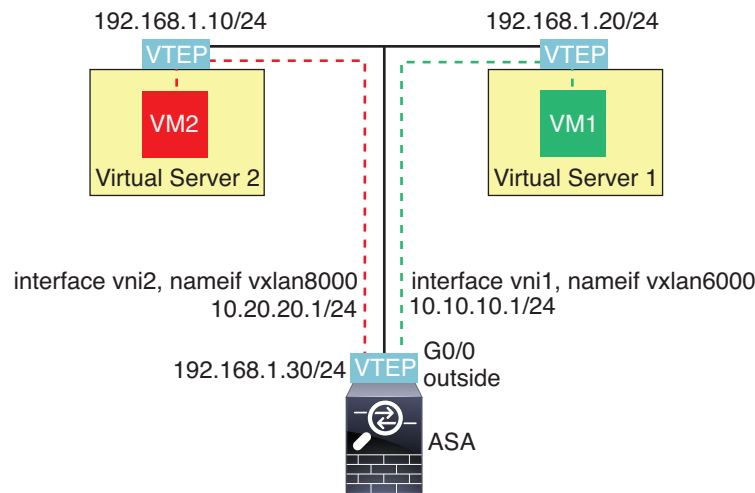 192.168.1.10/24
192.168.1.20/24
VTEP
VTEP
VM2
VM1
Virtual Server 2
Virtual Server 1
interface vni2, nameif vxlan8000
10.20.20.1/24
interface vni1, nameif vxlan6000
10.10.10.1/24
192.168.1.30/24
VTEP
G0/0
outside
ASA